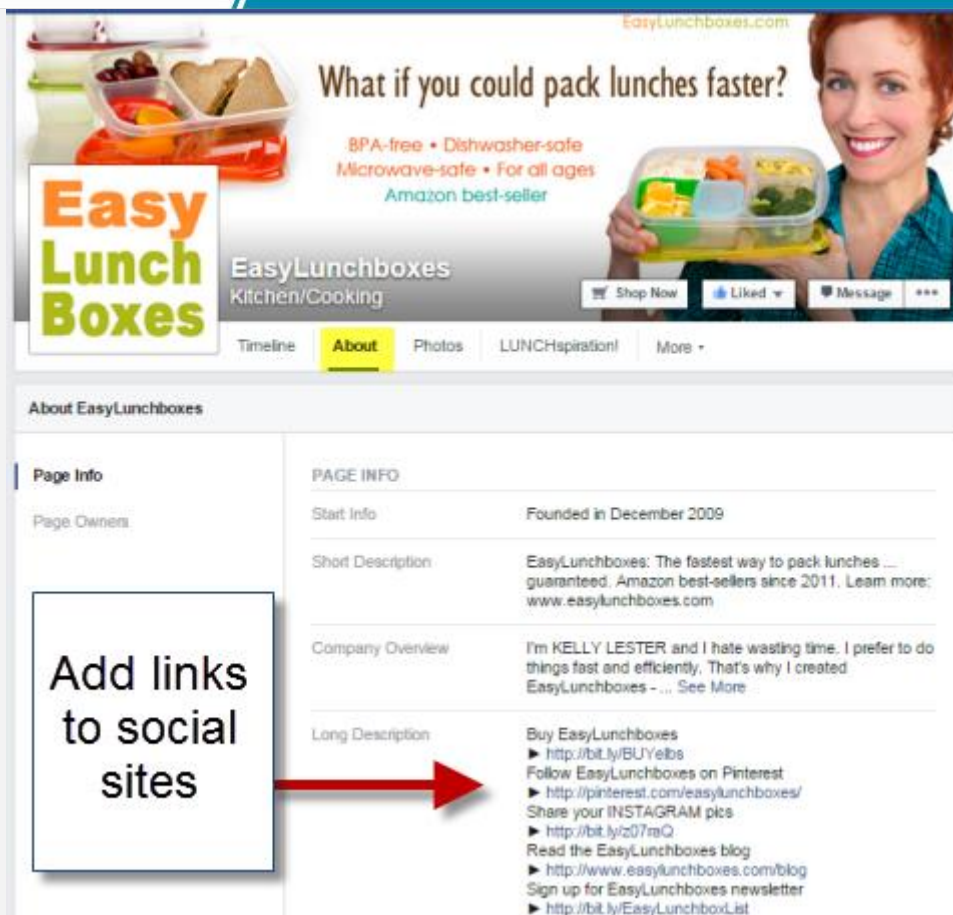 EasyLunchboxes.com
What if you could pack lunches faster?
BPA-free • Dishwasher-safe
Microwave-safe • For all ages
Amazon best-seller
Easy
Lunch
Boxes
EasyLunchboxes
Kitchen/Cooking
Shop Now
Liked
Message
Timeline
About
Photos
LUNCHspiration!
More
About EasyLunchboxes
Page Info
Page Owners
PAGE INFO
Start Info
Founded in December 2009
Short Description
EasyLunchboxes: The fastest way to pack lunches ...
guaranteed. Amazon best-sellers since 2011. Learn more:
www.easylunchboxes.com
Company Overview
I'm KELLY LESTER and I hate wasting time. I prefer to do
things fast and efficiently. That's why I created
EasyLunchboxes - ... See More
Add links
to social
sites
Long Description
Buy EasyLunchboxes
► http://bit.ly/BUYelbs
Follow EasyLunchboxes on Pinterest
► http://pinterest.com/easylunchboxes/
Share your INSTAGRAM pics
► http://bit.ly/z07raQ
Read the EasyLunchboxes blog
► http://www.easylunchboxes.com/blog
Sign up for EasyLunchboxes newsletter
► http://bit.ly/EasyLunchboxList